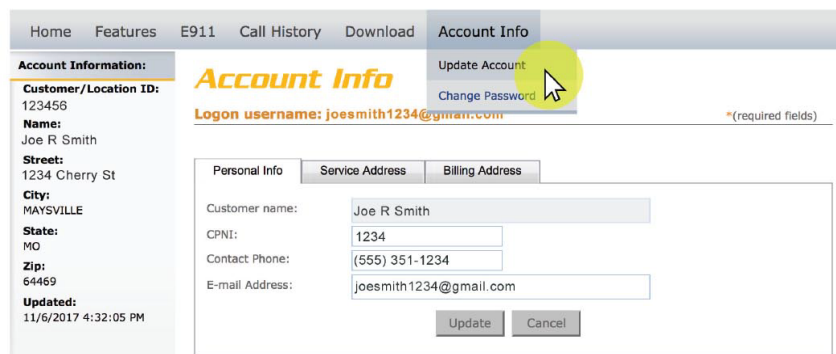 Home Features E911 Call History Download Account Info
Update Account
Change Password
Account Information:
Customer/Location ID:
123456
Name:
Joe R Smith
Street:
1234 Cherry St
City:
MAYSVILLE
State:
MO
Zip:
64469
Updated:
11/6/2017 4:32:05 PM
Account Info
Logon username: joesmith1234@gmail.com
*(required fields)
Personal Info Service Address Billing Address
Customer name: Joe R Smith
CPNI: 1234
Contact Phone: (555) 351-1234
E-mail Address: joesmith1234@gmail.com
Update Cancel